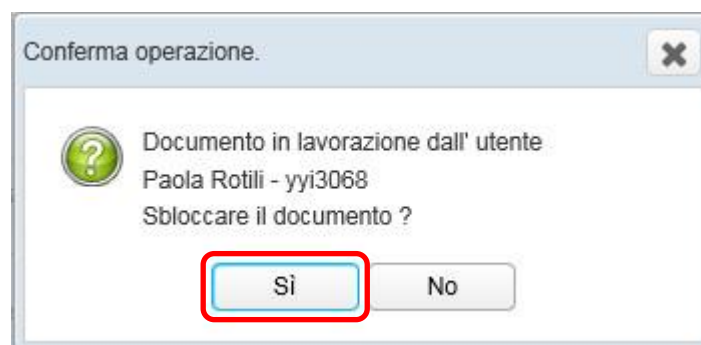 Conferma operazione.
Documento in lavorazione dall' utente
Paola Rotili - yyi3068
Sbloccare il documento ?
Sì No